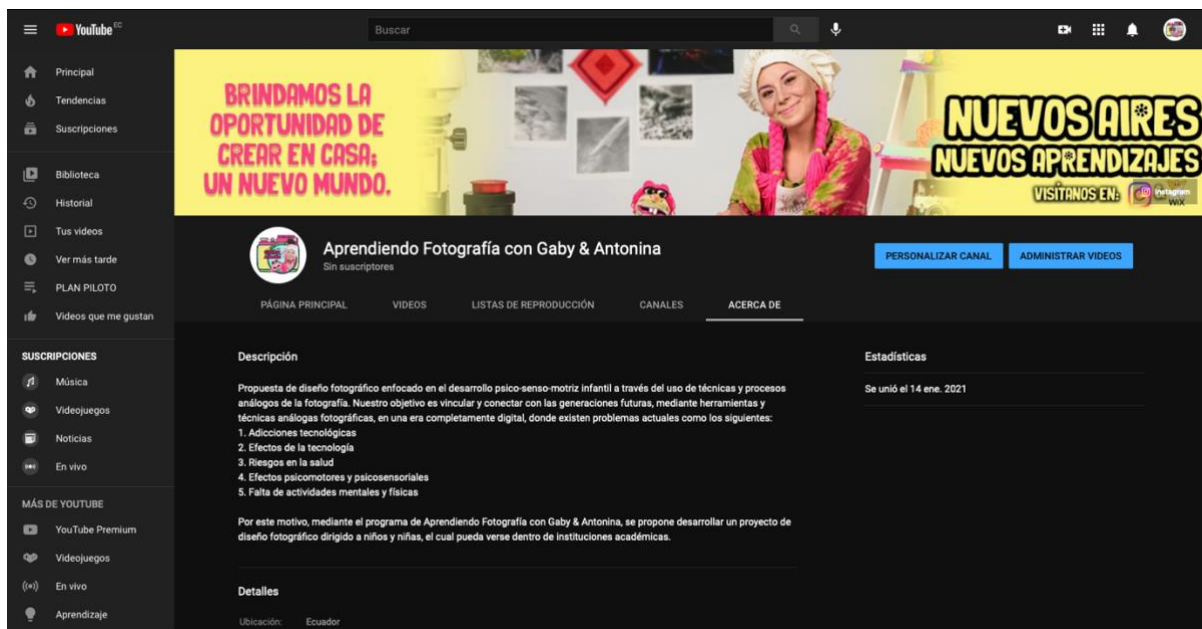 YouTube EC
Buscar
Principal
Tendencias
Suscripciones
Biblioteca
Historial
Tus videos
Ver más tarde
PLAN PILOTO
Videos que me gustan
SUSCRIPCIONES
Música
Videojuegos
Noticias
En vivo
MÁS DE YOUTUBE
YouTube Premium
Videojuegos
En vivo
Aprendizaje
BRINDAMOS LA
OPORTUNIDAD DE
CREAR EN CASA;
UN NUEVO MUNDO.
NUEVOS AIRES
NUEVOS APRENDIZAJES
VISÍTANOS EN:
Instagram
WiX
Aprendiendo Fotografía con Gaby & Antonina
Sin suscriptores
PERSONALIZAR CANAL
ADMINISTRAR VIDEOS
PÁGINA PRINCIPAL VIDEOS LISTAS DE REPRODUCCIÓN CANALES ACERCA DE
Descripción
Propuesta de diseño fotográfico enfocado en el desarrollo psico-senso-motriz infantil a través del uso de técnicas y procesos
análogos de la fotografía. Nuestro objetivo es vincular y conectar con las generaciones futuras, mediante herramientas y
técnicas análogas fotográficas, en una era completamente digital, donde existen problemas actuales como los siguientes:
1. Adicciones tecnológicas
2. Efectos de la tecnología
3. Riesgos en la salud
4. Efectos psicomotores y psicosensoriales
5. Falta de actividades mentales y físicas
Por este motivo, mediante el programa de Aprendiendo Fotografía con Gaby & Antonina, se propone desarrollar un proyecto de
diseño fotográfico dirigido a niños y niñas, el cual pueda verse dentro de instituciones académicas.
Detalles
Ubicación: Ecuador
Estadísticas
Se unió el 14 ene. 2021